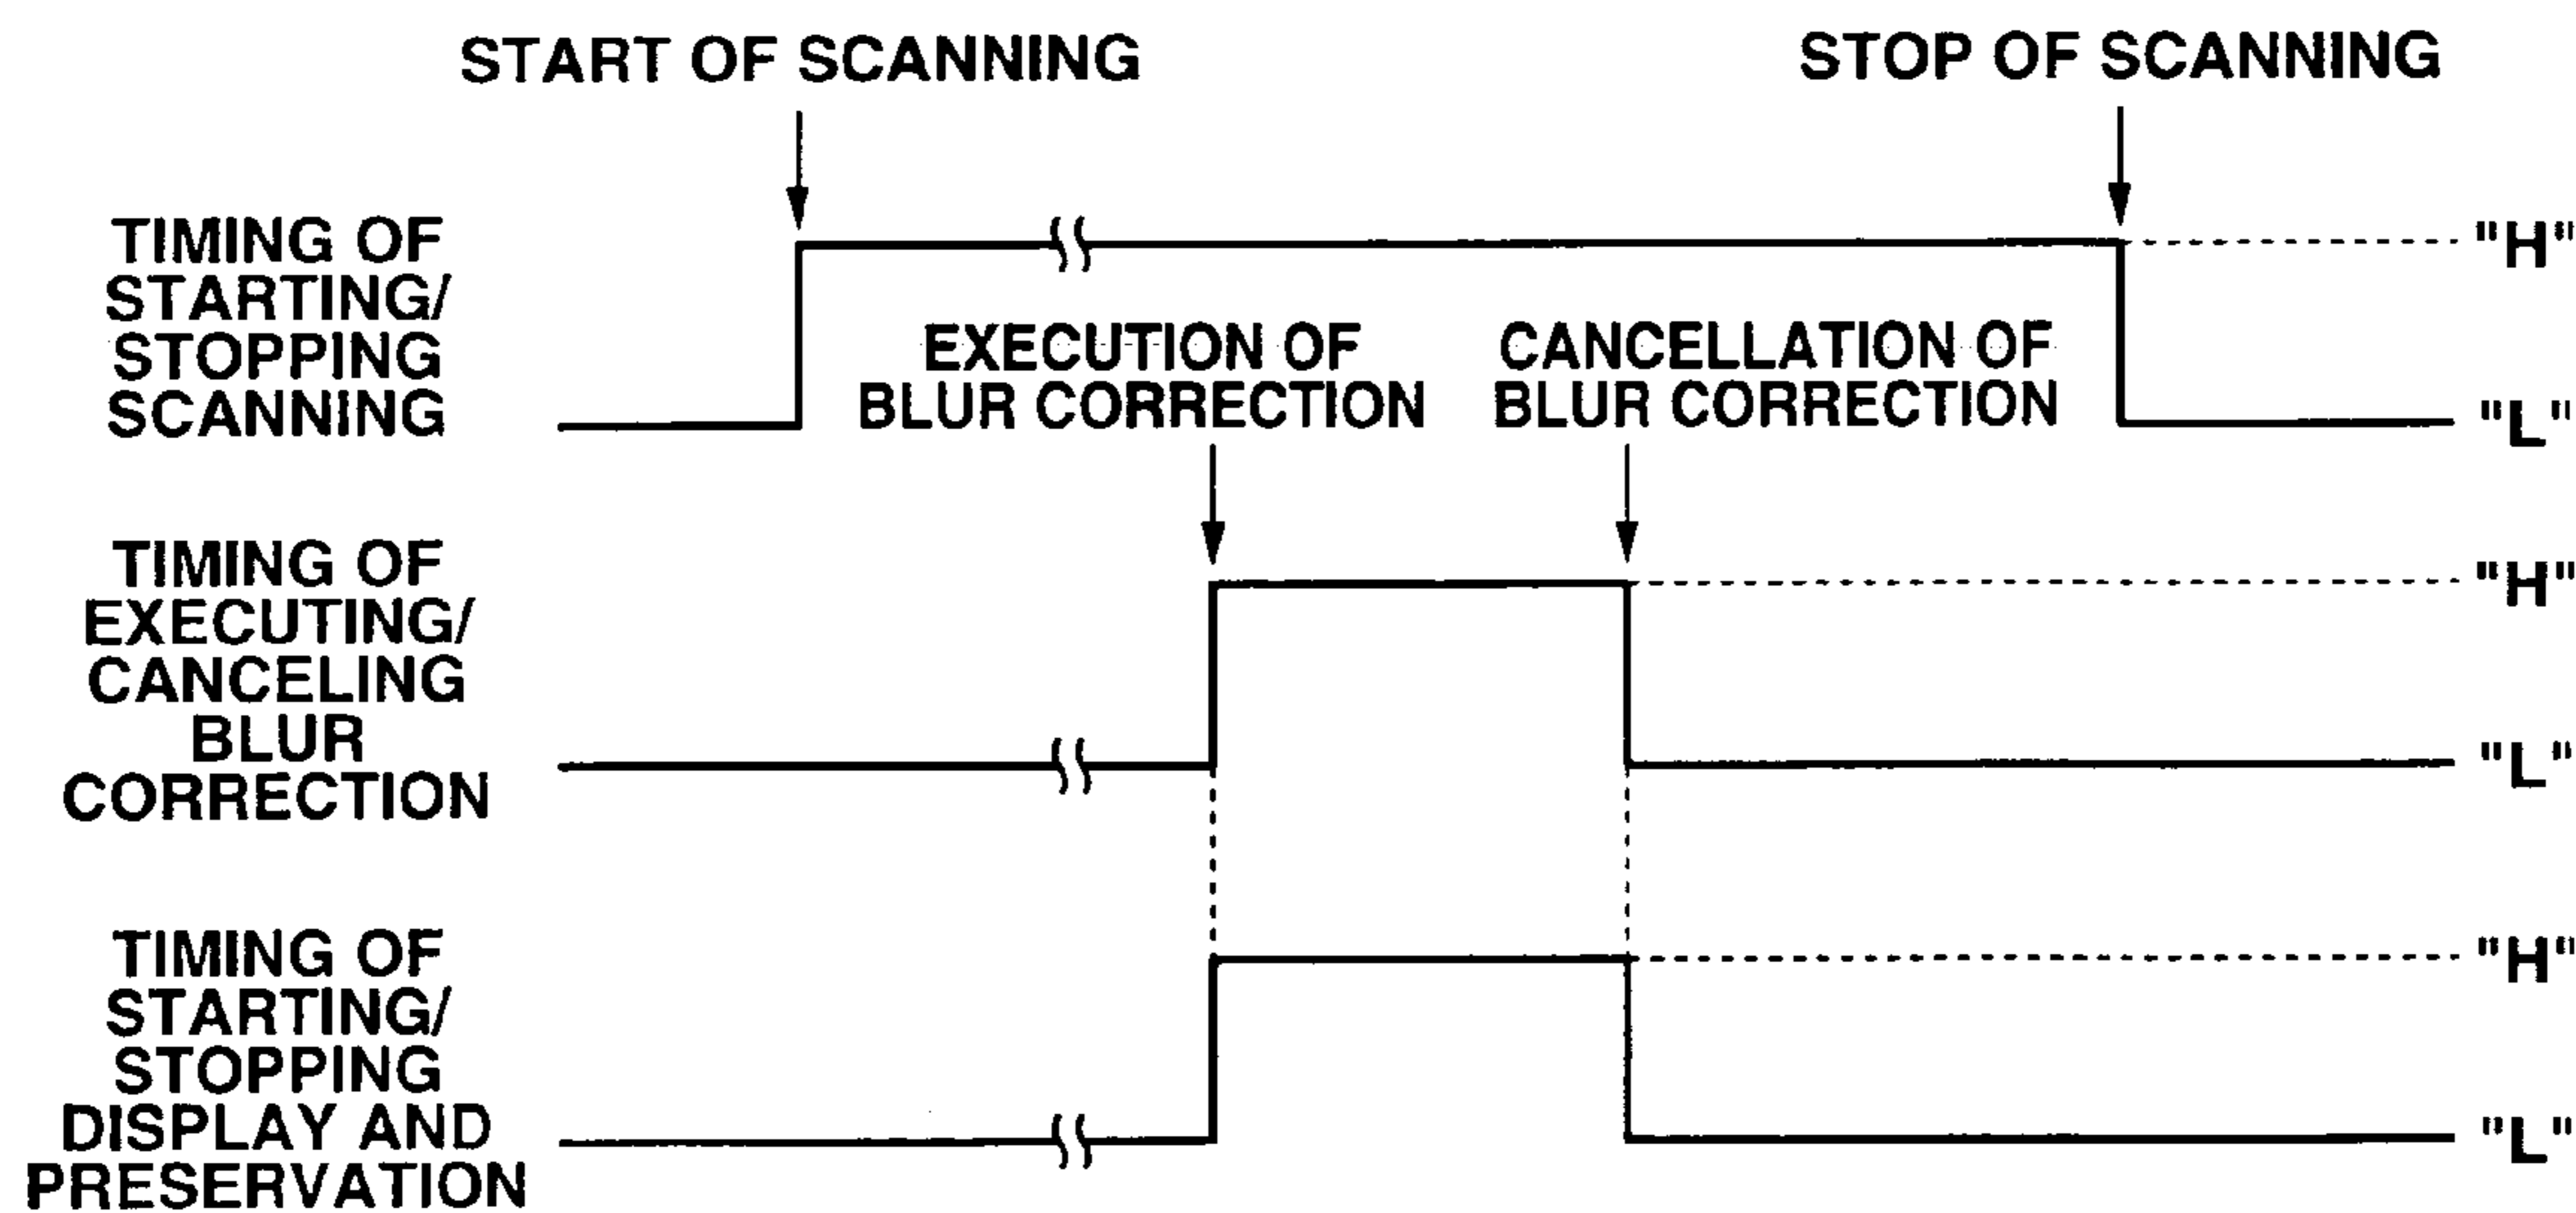 START OF SCANNING
STOP OF SCANNING
TIMING OF
STARTING/
STOPPING
SCANNING
"H"
"L"
EXECUTION OF
BLUR CORRECTION
CANCELLATION OF
BLUR CORRECTION
TIMING OF
EXECUTING/
CANCELING
BLUR
CORRECTION
"H"
"L"
TIMING OF
STARTING/
STOPPING
DISPLAY AND
PRESERVATION
"H"
"L"